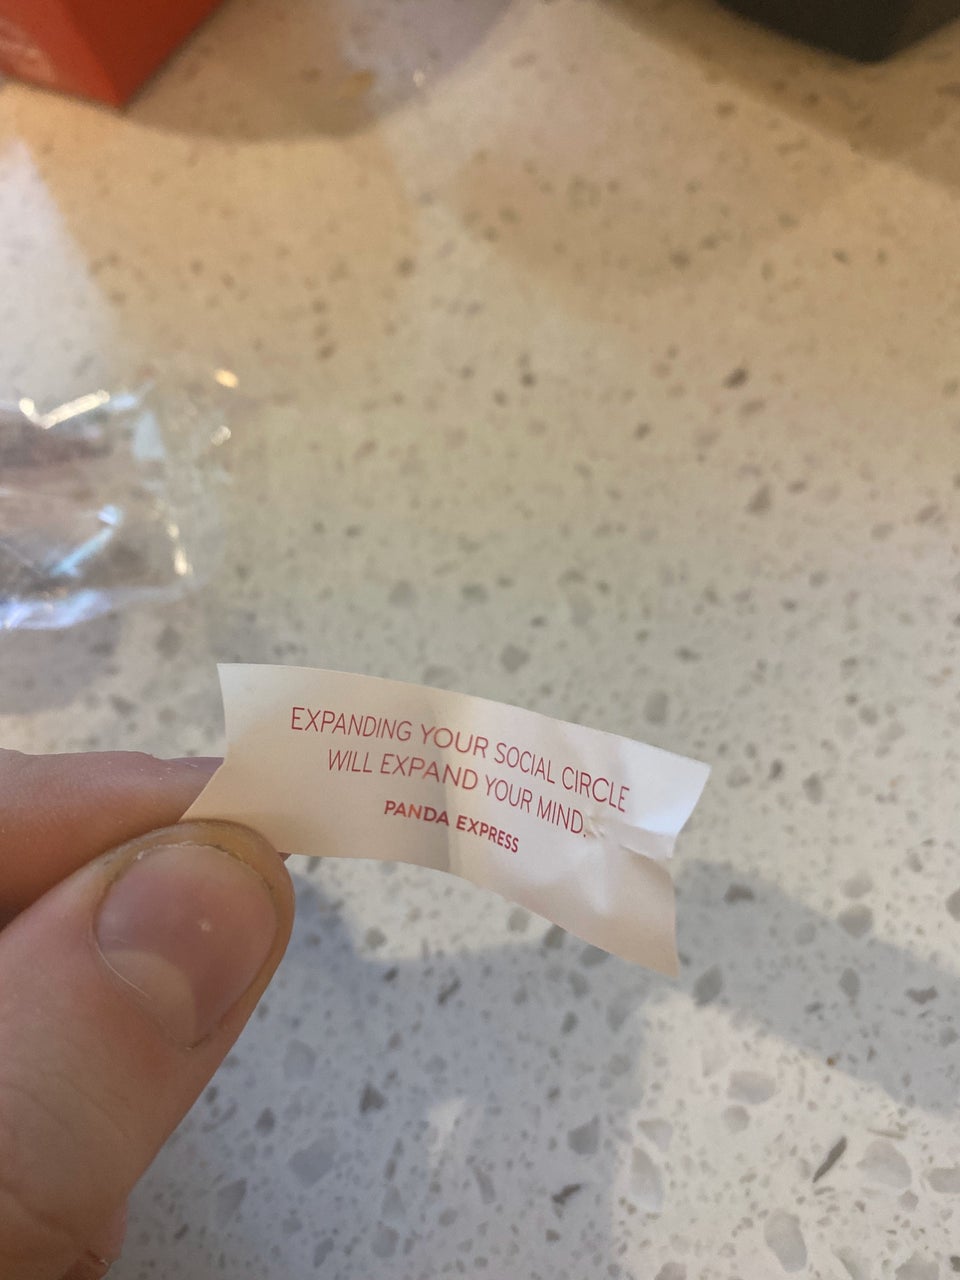 EXPANDING YOUR SOCIAL CIRCLE
WILL EXPAND YOUR MIND.
PANDA EXPRESS